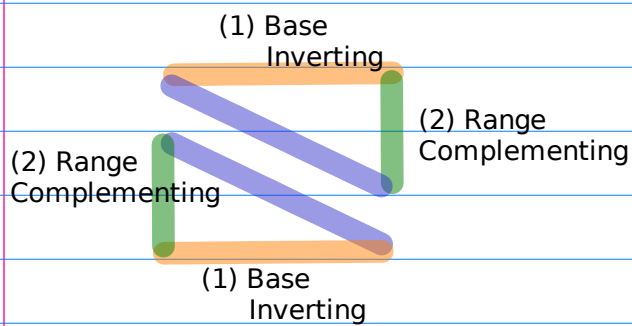 (1) Base
Inverting
(2) Range
Complementing
(2) Range
Complementing
(1) Base
Inverting